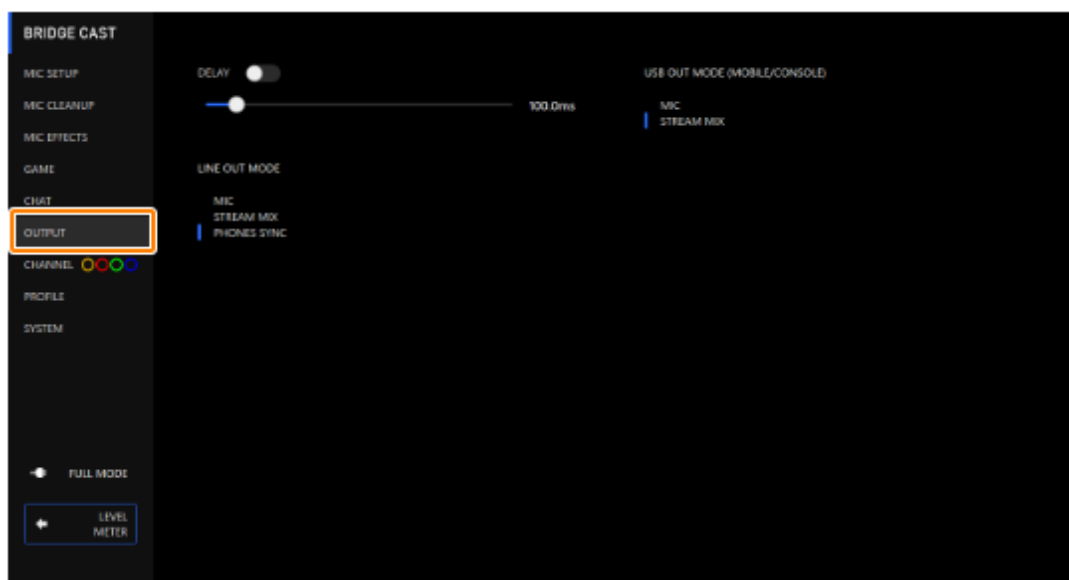 BRIDGE CAST
MIC SETUP
MIC CLEANUP
MIC EFFECTS
GAME
CHAT
OUTPUT
CHANNEL
PROFILE
SYSTEM
FULL MODE
LEVEL
METER
DELAY
100.0ms
LINE OUT MODE
MIC
STREAM MIX
PHONES SYNC
USB OUT MODE (MOBILE/CONSOLE)
MIC
STREAM MIX